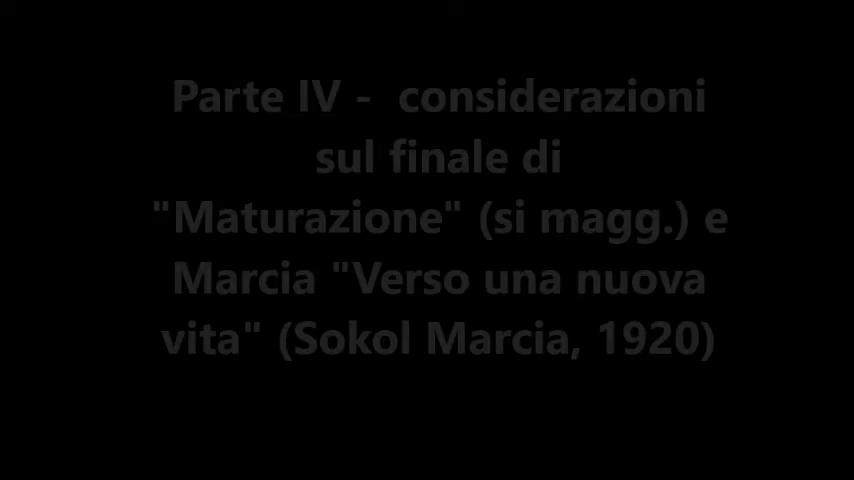 Parte IV -  considerazioni
sul finale di
"Maturazione" (si magg.) e
Marcia "Verso una nuova
vita" (Sokol Marcia, 1920)